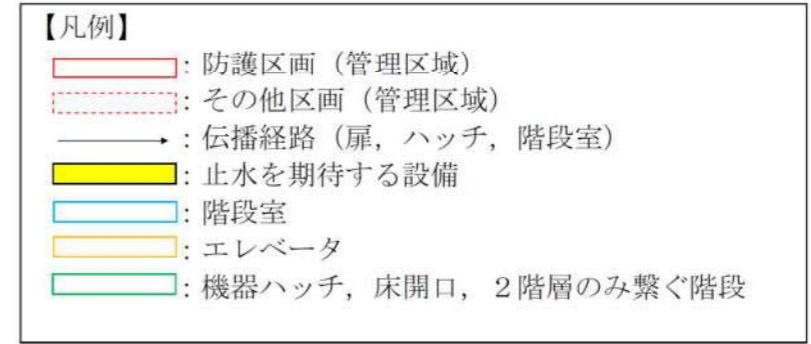 【凡例】
：防護区画（管理区域）
：その他区画（管理区域）
：伝播経路（扉，ハッチ，階段室）
：止水を期待する設備
：階段室
：エレベータ
：機器ハッチ，床開口，２階層のみ繋ぐ階段